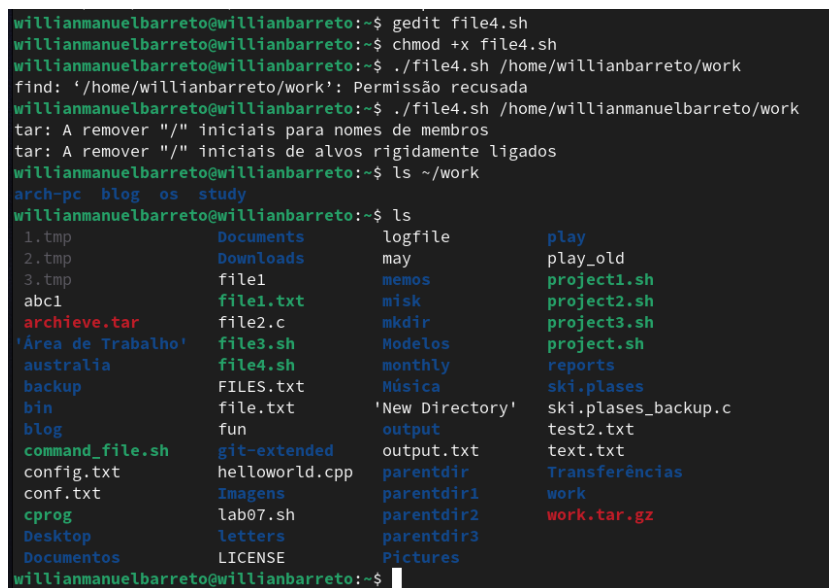 willianmanuelbarreto@willianbarreto:~$ gedit file4.sh
willianmanuelbarreto@willianbarreto:~$ chmod +x file4.sh
willianmanuelbarreto@willianbarreto:~$ ./file4.sh /home/willianbarreto/work
find: ‘/home/willianbarreto/work’: Permissão recusada
willianmanuelbarreto@willianbarreto:~$ ./file4.sh /home/willianmanuelbarreto/work
tar: A remover "/" iniciais para nomes de membros
tar: A remover "/" iniciais de alvos rigidamente ligados
willianmanuelbarreto@willianbarreto:~$ ls ~/work
arch-pc  blog  os  study
willianmanuelbarreto@willianbarreto:~$ ls
1.tmp  Documents  logfile  play
2.tmp  Downloads  may  play_old
3.tmp  file1  memos  project1.sh
abc1  file1.txt  misk  project2.sh
archieve.tar  file2.c  mkdir  project3.sh
'Área de Trabalho'  file3.sh  Modelos  project.sh
australia  file4.sh  monthly  reports
backup  FILES.txt  Música  ski.plases
bin  file.txt  'New Directory'  ski.plases_backup.c
blog  fun  output  test2.txt
command_file.sh  git-extended  output.txt  text.txt
config.txt  helloworld.cpp  parentdir  Transferências
conf.txt  Imagens  parentdir1  work
cprog  lab07.sh  parentdir2  work.tar.gz
Desktop  letters  parentdir3
Documentos  LICENSE  Pictures
willianmanuelbarreto@willianbarreto:~$